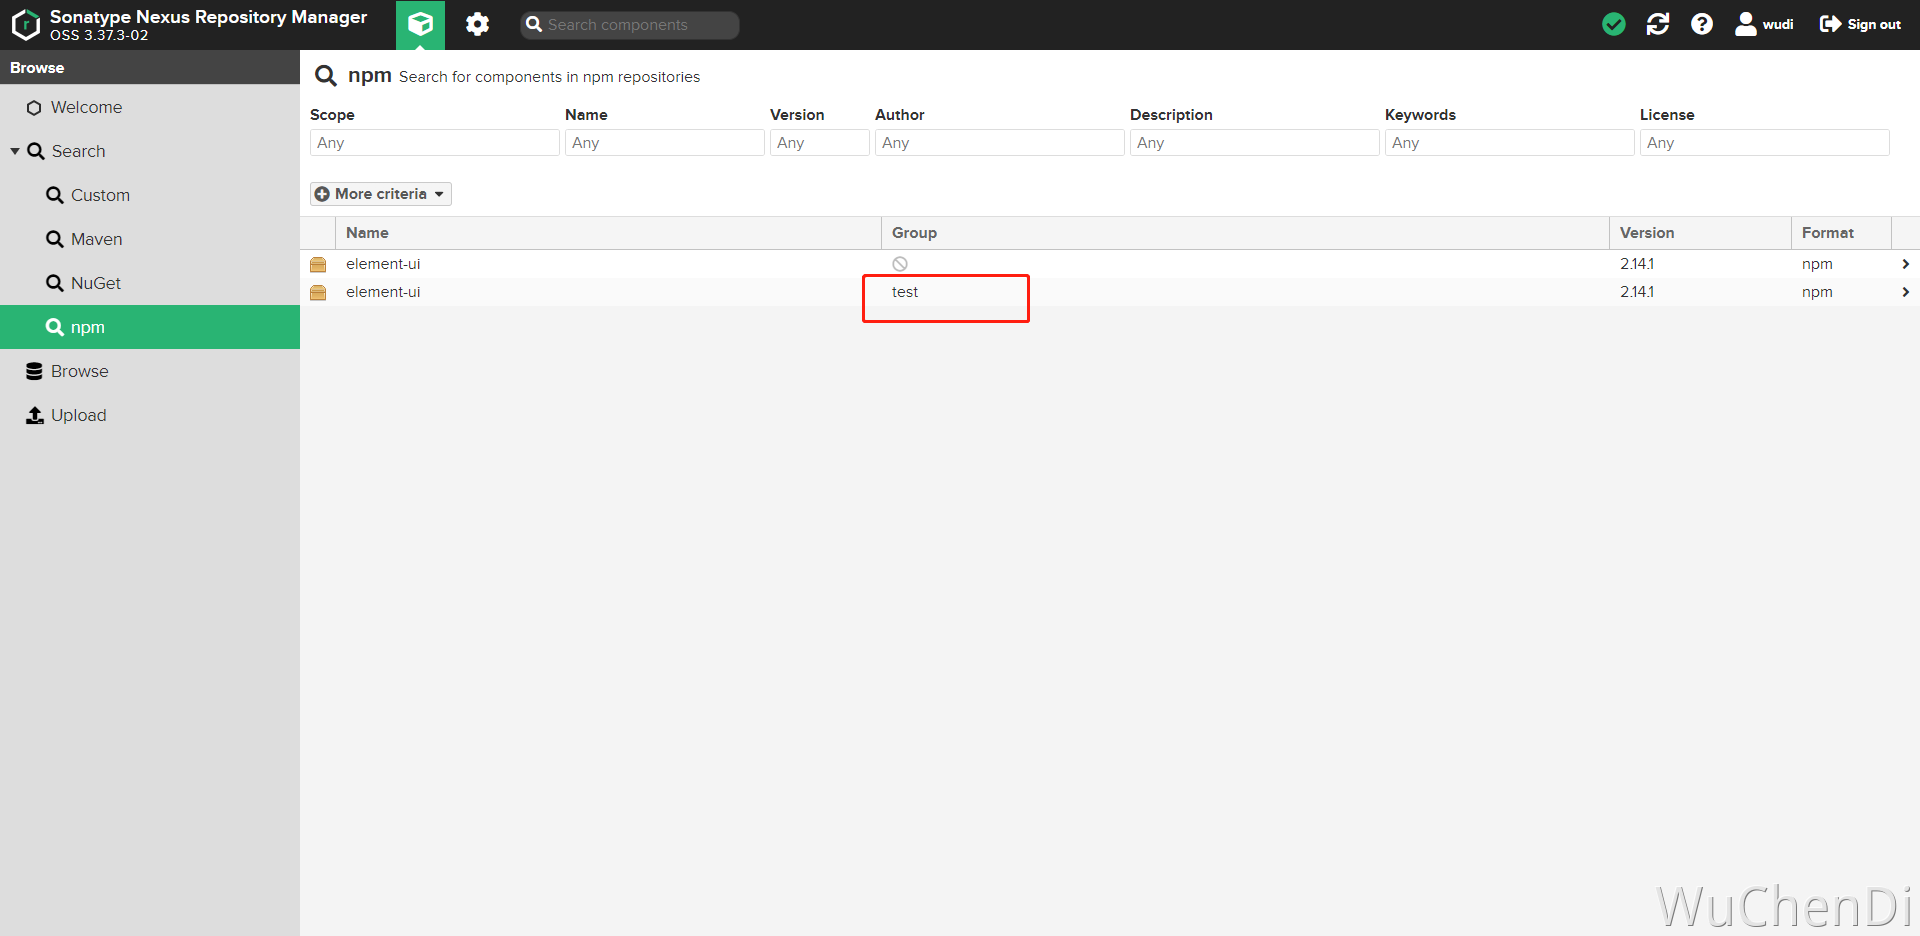 Sonatype Nexus Repository Manager
OSS 3.37.3-02
Search components
wudi
Sign out
Browse
Welcome
Search
Custom
Maven
NuGet
npm
Browse
Upload
npm Search for components in npm repositories
Scope Name Version Author Description Keywords License
Any Any Any Any Any Any Any
More criteria
Name Group Version Format
element-ui 2.14.1 npm
element-ui test 2.14.1 npm
WuChenDi